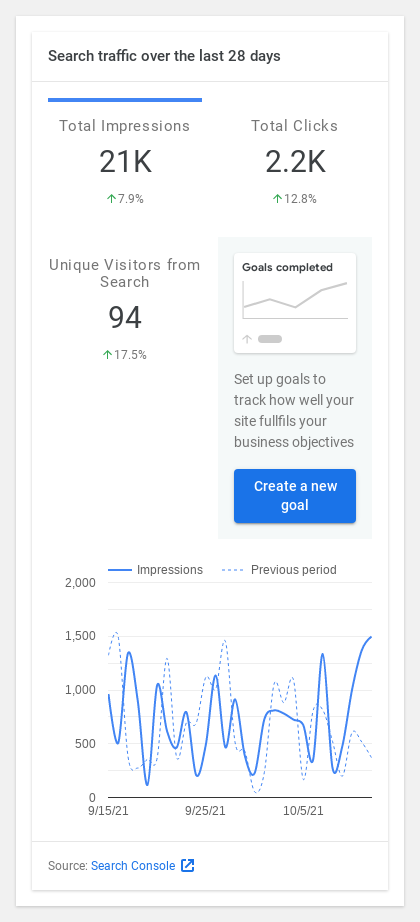 Search traffic over the last 28 days
Total Impressions
21K
↑7.9%
Total Clicks
2.2K
↑12.8%
Unique Visitors from
Search
94
↑17.5%
Goals completed
Set up goals to
track how well your
site fullfils your
business objectives
Create a new
goal
Impressions
Previous period
2,000
1,500
1,000
500
0
9/15/21
9/25/21
10/5/21
Source: Search Console